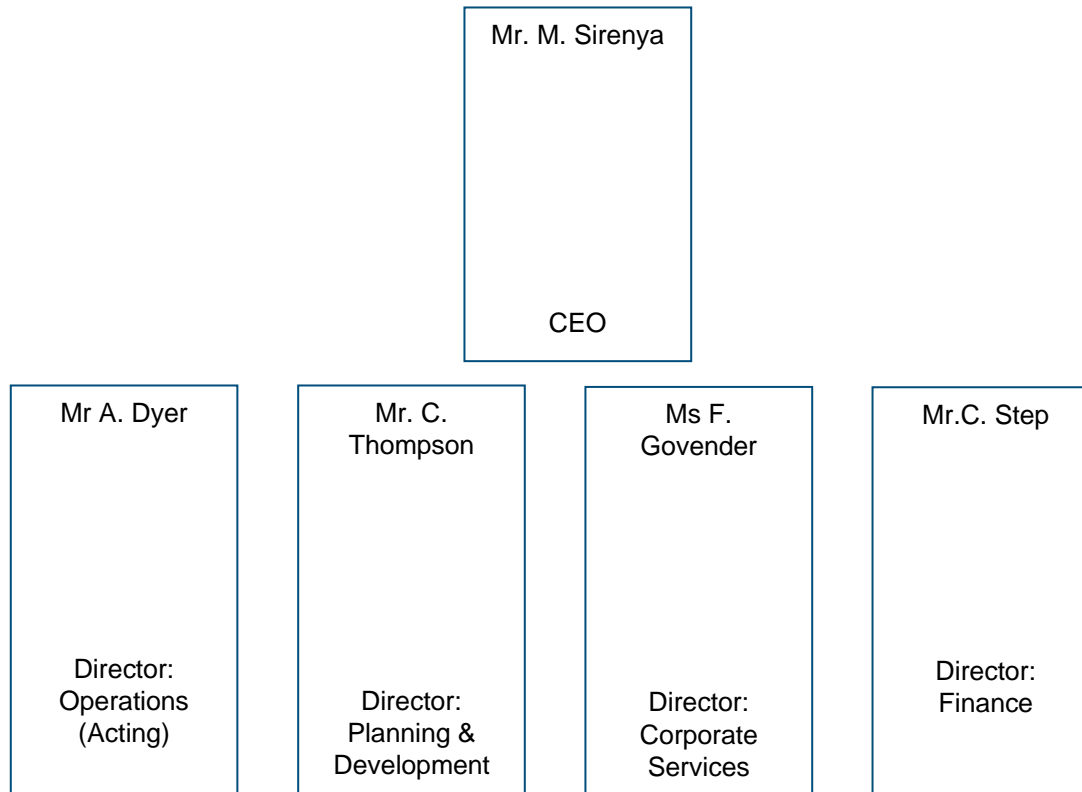 Mr. M. Sirenya
CEO
Mr A. Dyer
Director:
Operations
(Acting)
Mr. C.
Thompson
Director:
Planning &
Development
Ms F.
Govender
Director:
Corporate
Services
Mr.C. Step
Director:
Finance